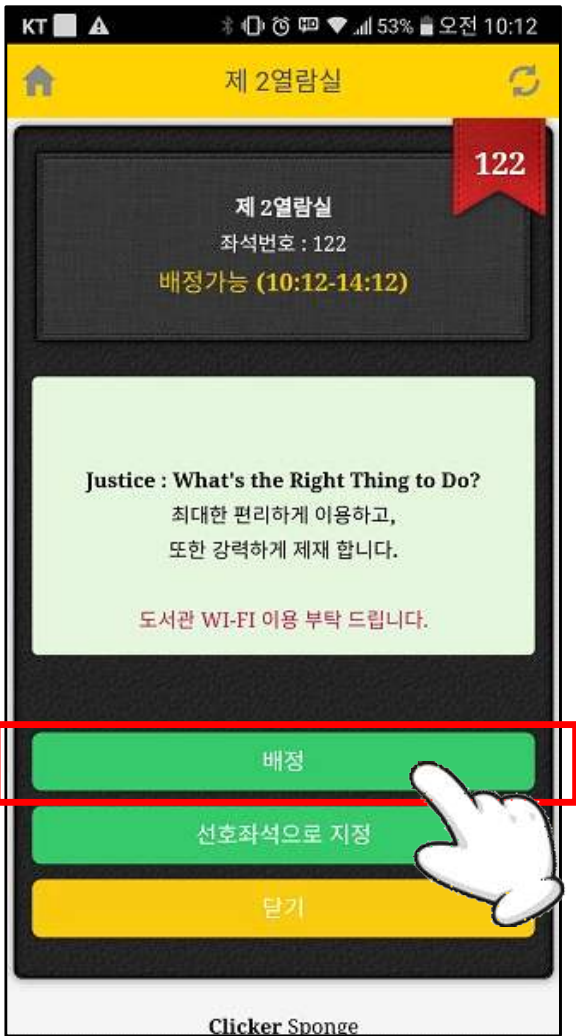 KT 53% 오전 10:12
제 2열람실
122
제 2열람실
좌석번호 : 122
배정가능 (10:12-14:12)
Justice : What's the Right Thing to Do?
최대한 편리하게 이용하고,
또한 강력하게 제재 합니다.
도서관 WI-FI 이용 부탁 드립니다.
배정
선호좌석으로 지정
닫기
Clicker Sponge